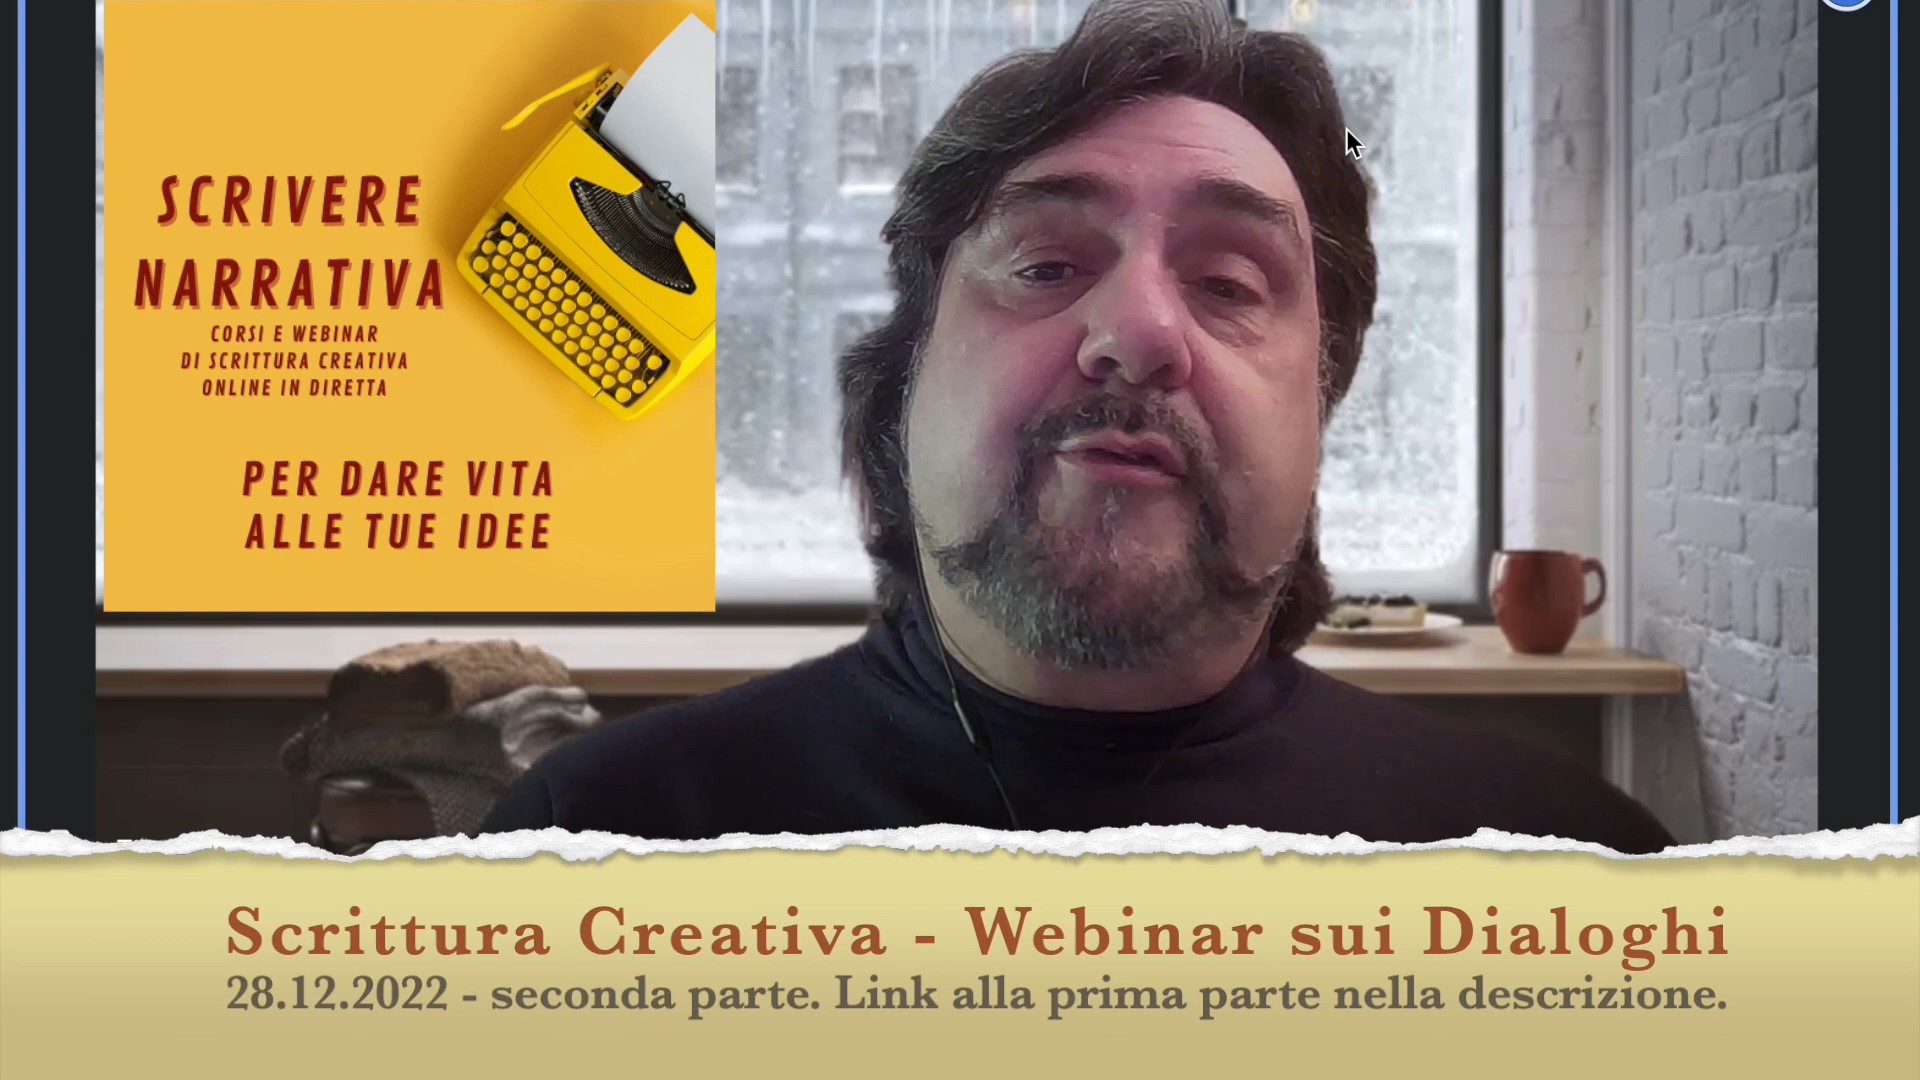 SCRIVERE
NARRATIVA
CORSI E WEBINAR
DI SCRITTURA CREATIVA
ONLINE IN DIRETTA
PER DARE VITA
ALLE TUE IDEE
Scrittura Creativa - Webinar sui Dialoghi
28.12.2022 - seconda parte. Link alla prima parte nella descrizione.